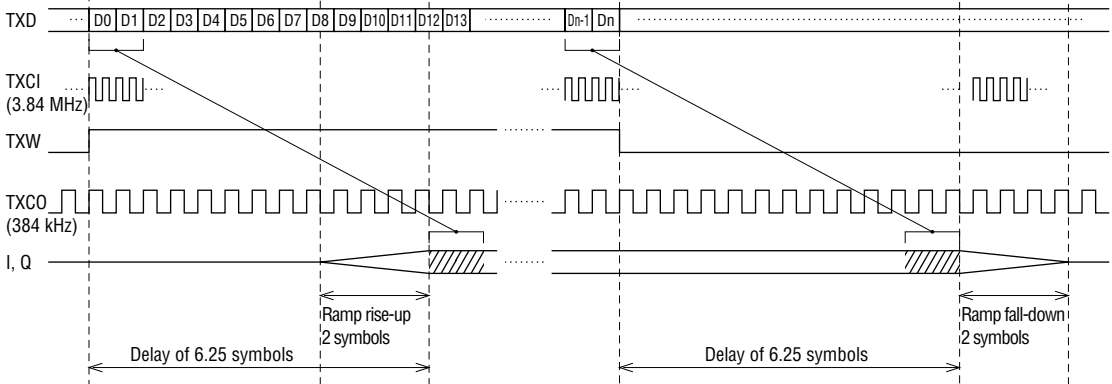 TXD D0 D1 D2 D3 D4 D5 D6 D7 D8 D9 D10 D11 D12 D13 Dn-1 Dn
TXCI
(3.84 MHz)
TXW
TXCO
(384 kHz)
I, Q
Ramp rise-up
2 symbols
Ramp fall-down
2 symbols
Delay of 6.25 symbols
Delay of 6.25 symbols